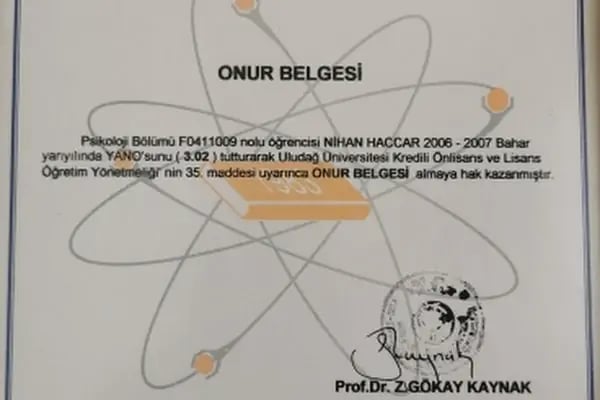 ONUR BELGESİ
Psikoloji Bölümü F0411009 nolu öğrencisi NİHAN HACCAR 2006 - 2007 Bahar
yarıyılında YANO'sunu ( 3.02 ) tutturarak Uludağ Üniversitesi Kredili Önlisans ve Lisans
Öğretim Yönetmeliği' nin 35. maddesi uyarınca ONUR BELGESİ almaya hak kazanmıştır.
Prof.Dr. Z.GÖKAY KAYNAK